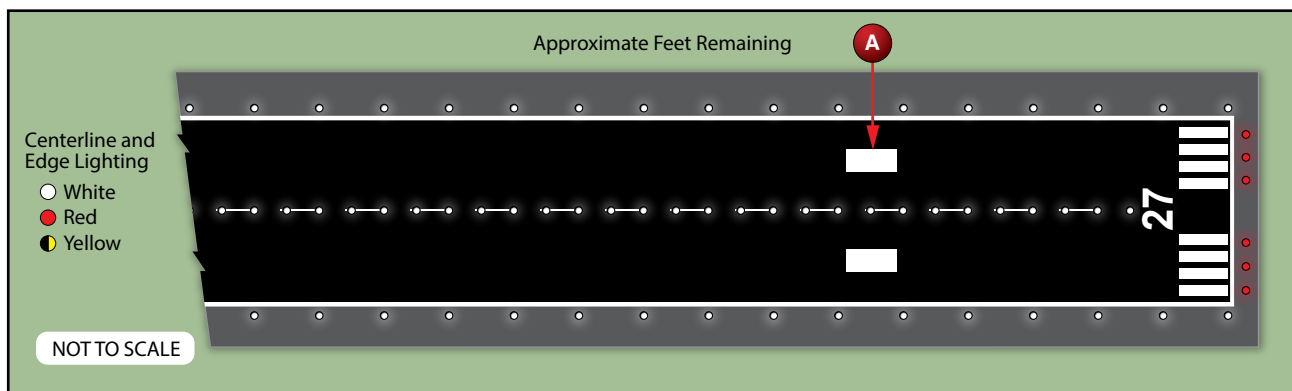 Approximate Feet Remaining
A
Centerline and
Edge Lighting
White
Red
Yellow
27
NOT TO SCALE